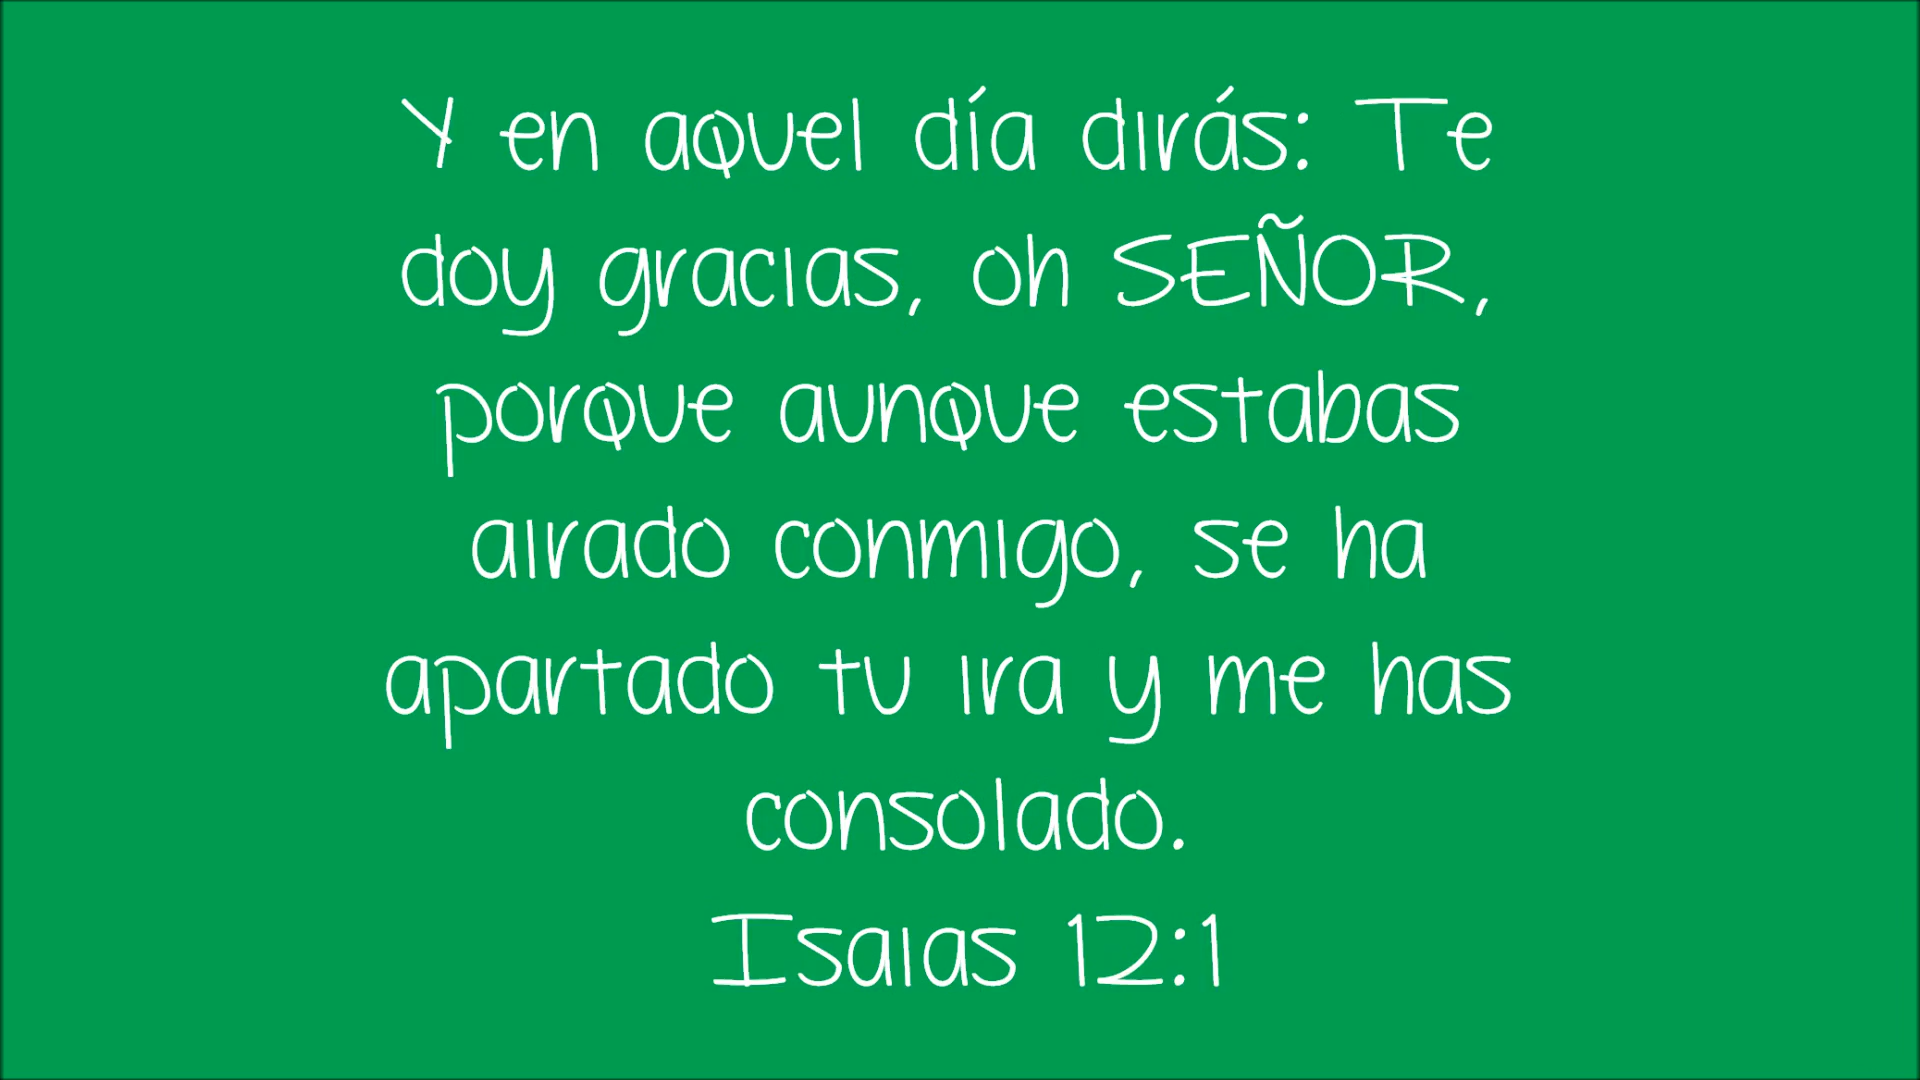 Y en aquel día dirás: Te
doy gracias, oh SEÑOR,
porque aunque estabas
airado conmigo, se ha
apartado tu ira y me has
consolado.
Isaias 12:1